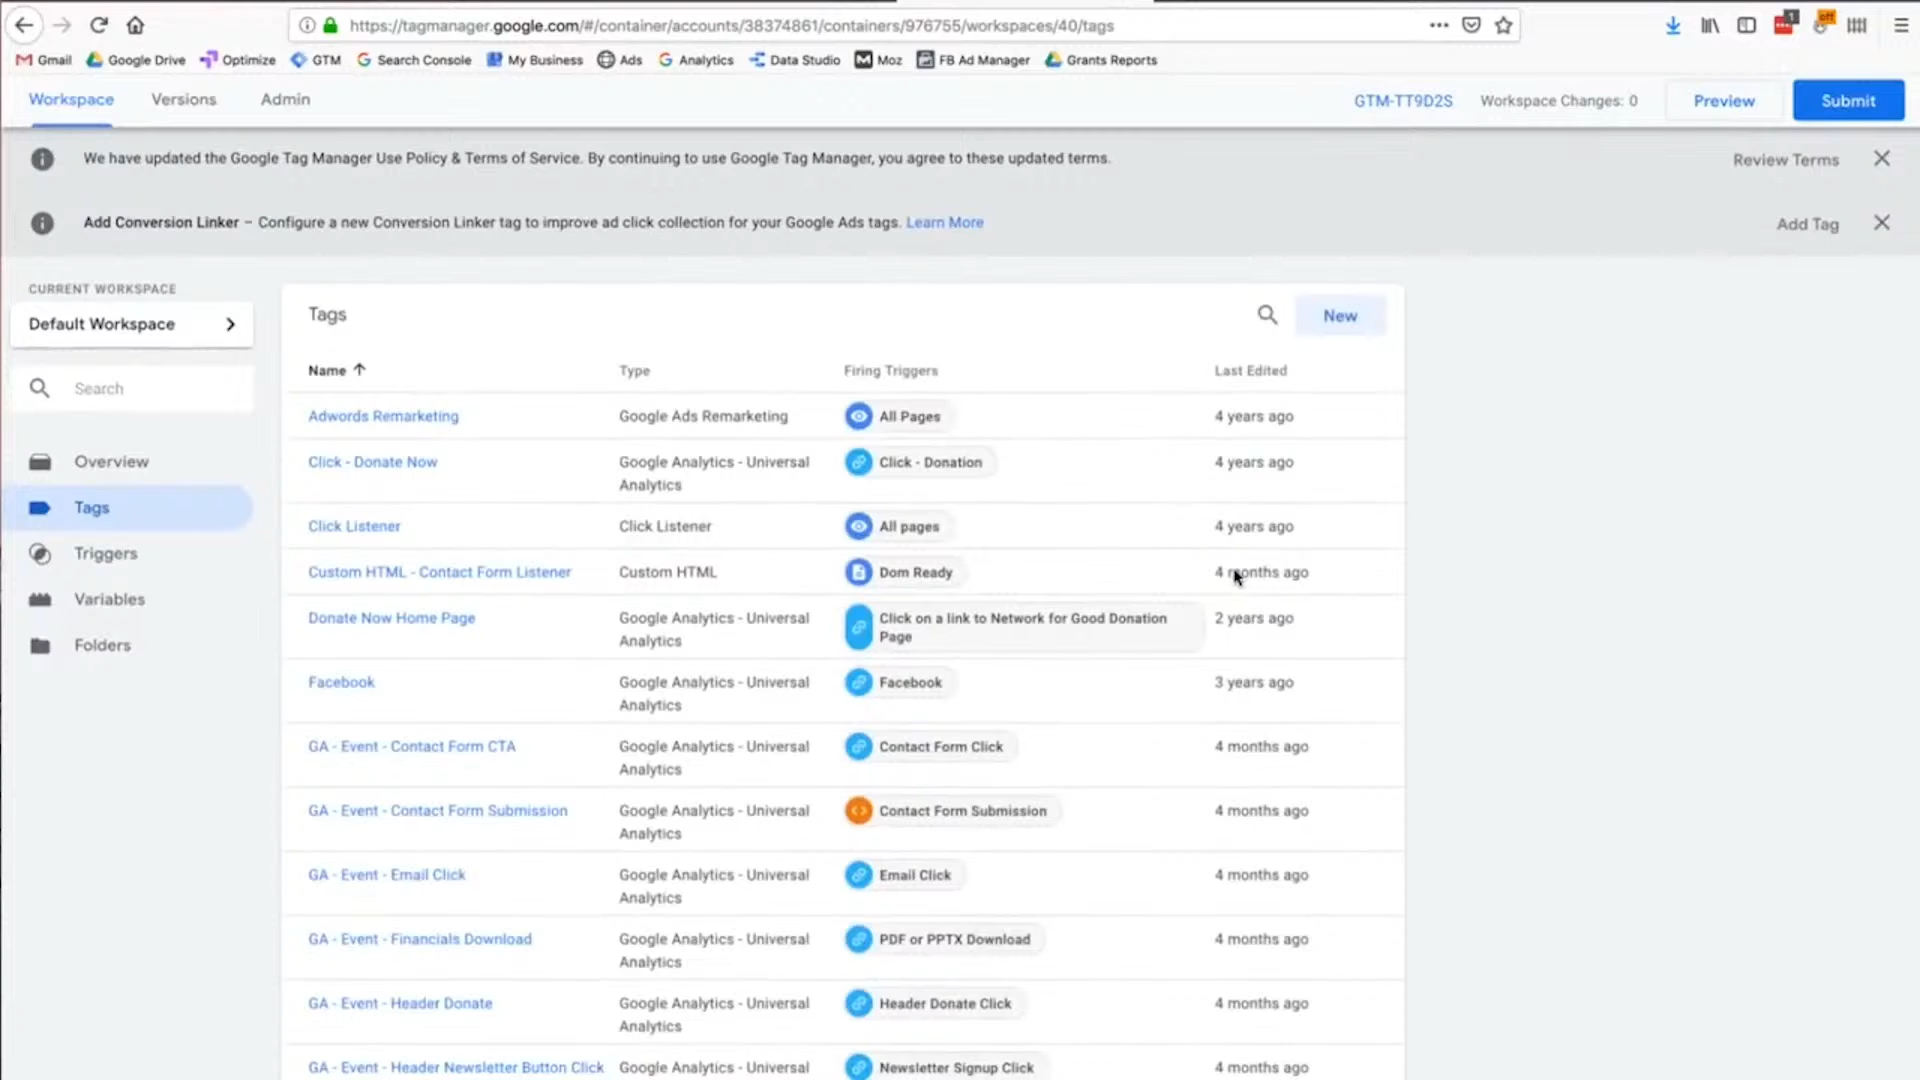 https://tagmanager.google.com/#/container/accounts/38374861/containers/976755/workspaces/40/tags
1
off
Gmail Google Drive Optimize GTM Search Console My Business Ads Analytics Data Studio Moz FB Ad Manager Grants Reports
Workspace Versions Admin GTM-TT9D2S Workspace Changes: 0 Preview Submit
We have updated the Google Tag Manager Use Policy & Terms of Service. By continuing to use Google Tag Manager, you agree to these updated terms. Review Terms
Add Conversion Linker – Configure a new Conversion Linker tag to improve ad click collection for your Google Ads tags. Learn More Add Tag
CURRENT WORKSPACE
Default Workspace
Search
Overview
Tags
Triggers
Variables
Folders
Tags New
Name Type Firing Triggers Last Edited
Adwords Remarketing Google Ads Remarketing All Pages 4 years ago
Click - Donate Now Google Analytics - Universal Click - Donation 4 years ago
Analytics
Click Listener Click Listener All pages 4 years ago
Custom HTML - Contact Form Listener Custom HTML Dom Ready 4 months ago
Donate Now Home Page Google Analytics - Universal Click on a link to Network for Good Donation 2 years ago
Analytics Page
Facebook Google Analytics - Universal Facebook 3 years ago
Analytics
GA - Event - Contact Form CTA Google Analytics - Universal Contact Form Click 4 months ago
Analytics
GA - Event - Contact Form Submission Google Analytics - Universal Contact Form Submission 4 months ago
Analytics
GA - Event - Email Click Google Analytics - Universal Email Click 4 months ago
Analytics
GA - Event - Financials Download Google Analytics - Universal PDF or PPTX Download 4 months ago
Analytics
GA - Event - Header Donate Google Analytics - Universal Header Donate Click 4 months ago
Analytics
GA - Event - Header Newsletter Button Click Google Analytics - Universal Newsletter Signup Click 4 months ago